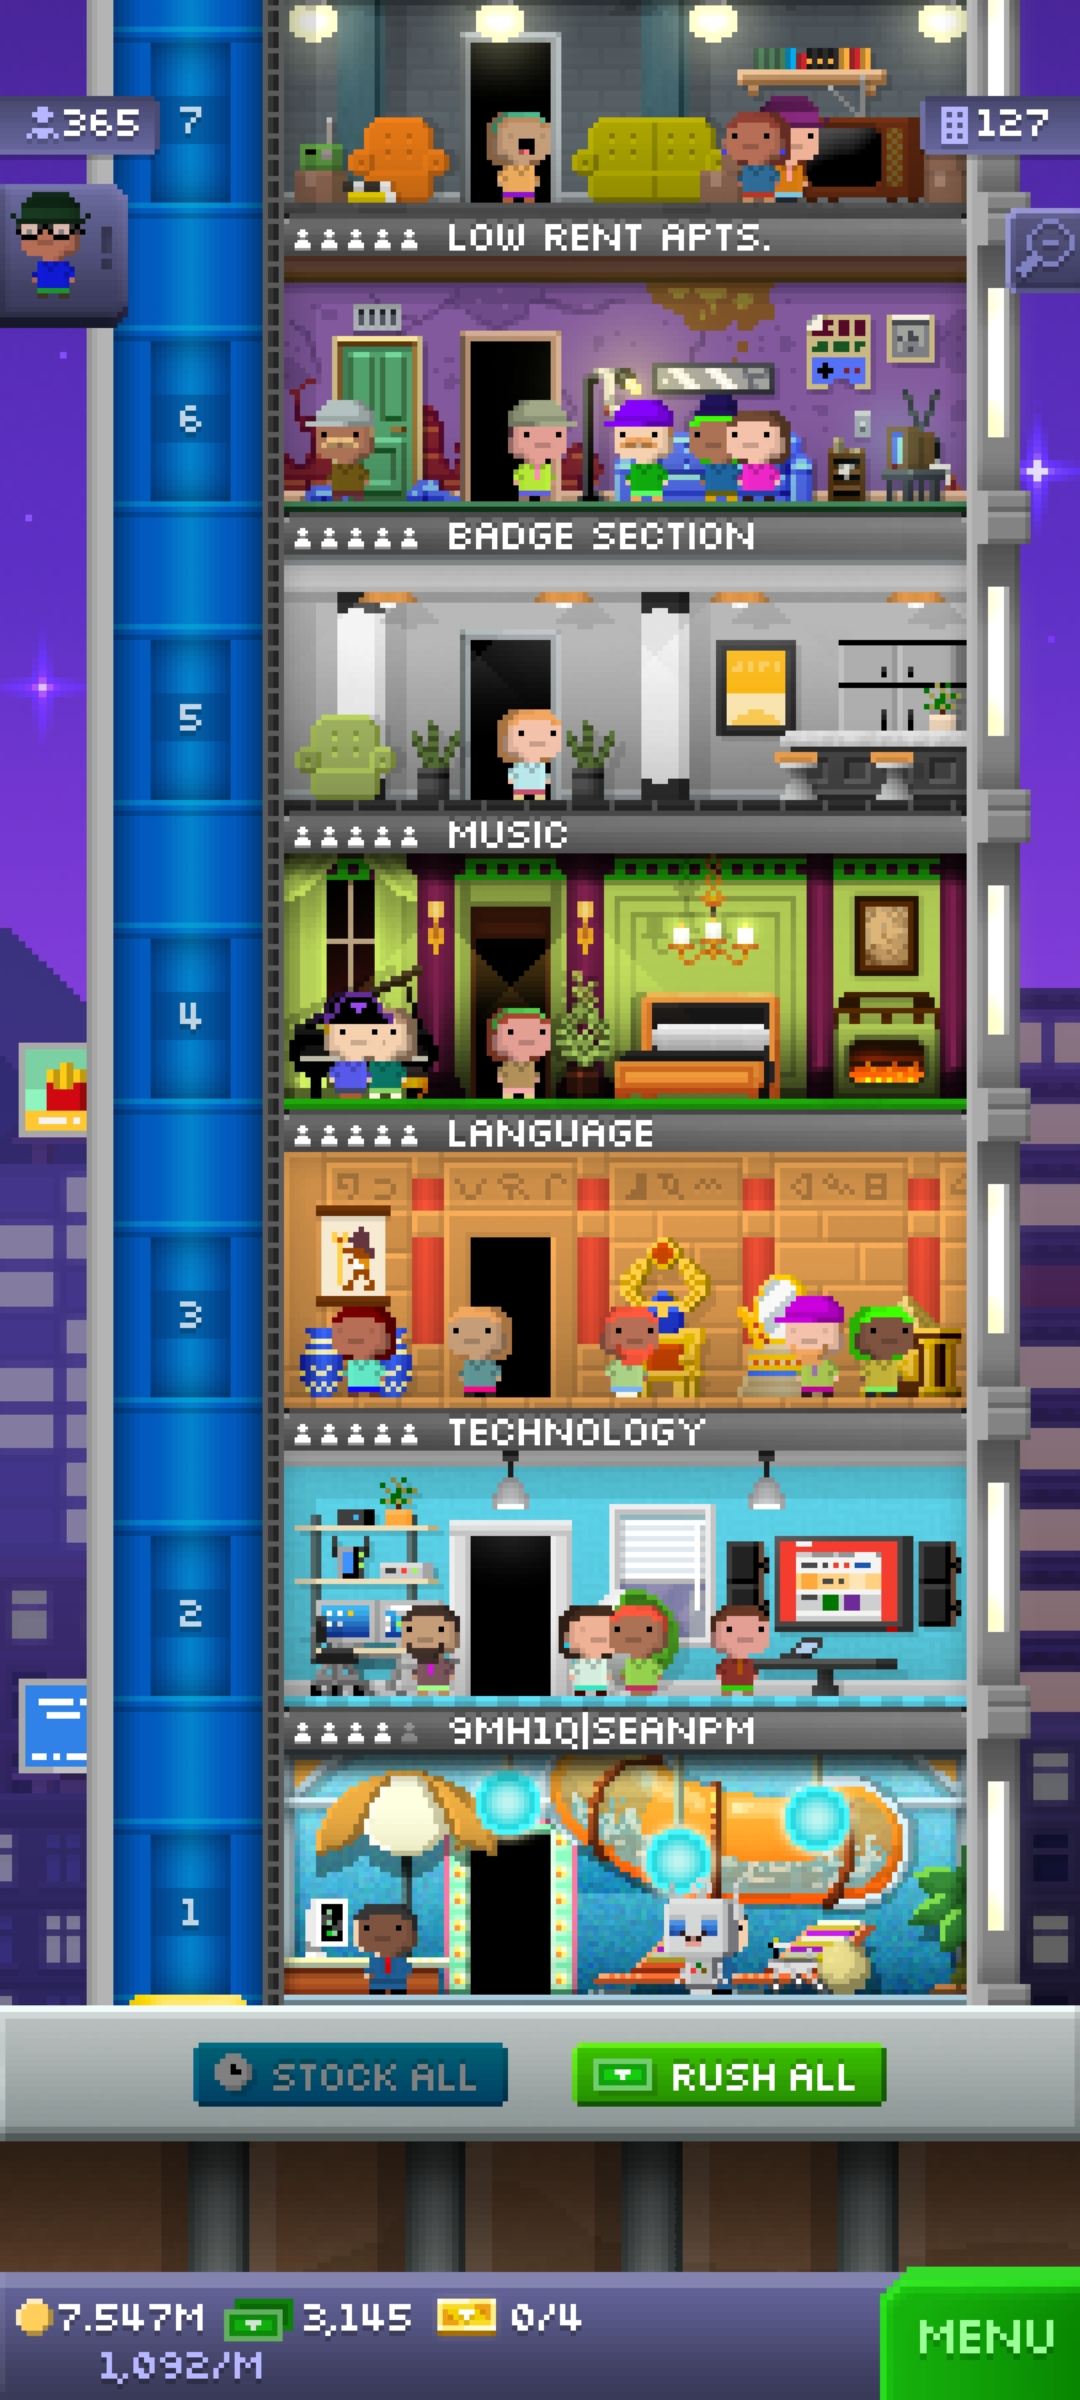 7
365
127
LOW RENT APTS.
6
BADGE SECTION
5
MUSIC
4
LANGUAGE
3
TECHNOLOGY
2
9MH1Q|SEANPM
1
STOCK ALL
RUSH ALL
7.547M
3,145
0/4
1,092/M
MENU